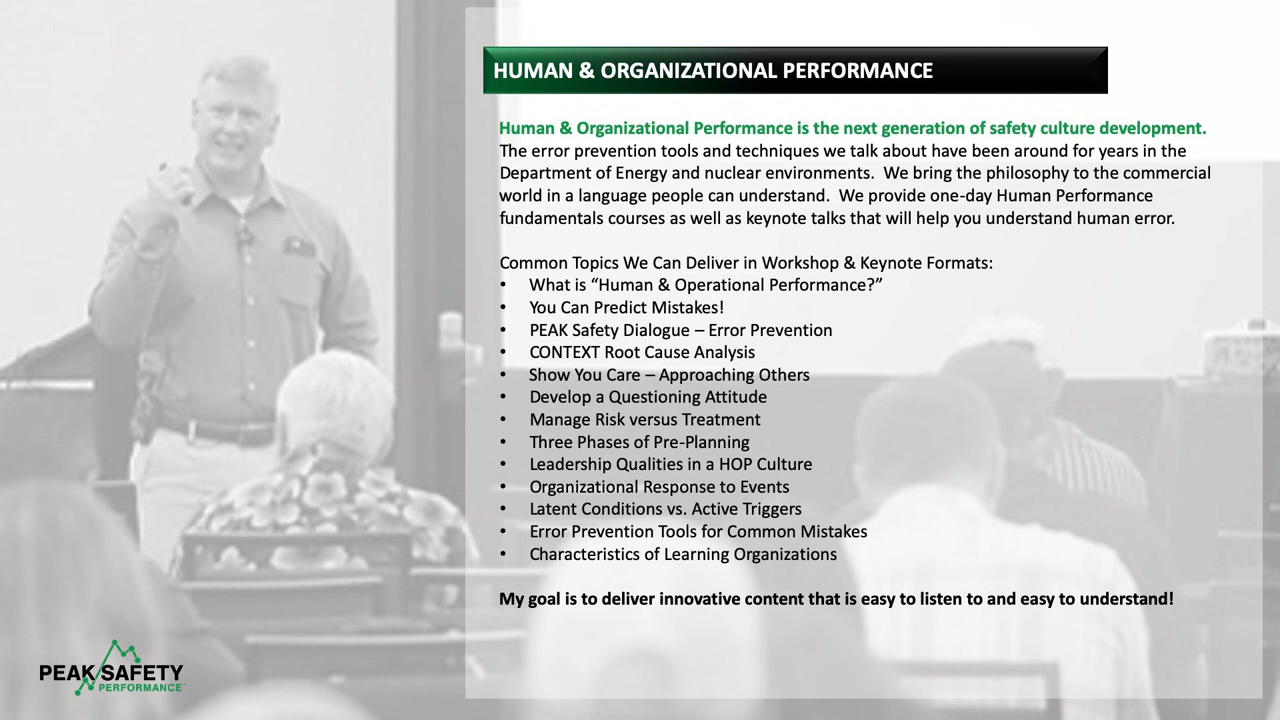 HUMAN & ORGANIZATIONAL PERFORMANCE
Human & Organizational Performance is the next generation of safety culture development.
The error prevention tools and techniques we talk about have been around for years in the
Department of Energy and nuclear environments.  We bring the philosophy to the commercial
world in a language people can understand.  We provide one-day Human Performance
fundamentals courses as well as keynote talks that will help you understand human error.
Common Topics We Can Deliver in Workshop & Keynote Formats:
• What is “Human & Operational Performance?”
• You Can Predict Mistakes!
• PEAK Safety Dialogue – Error Prevention
• CONTEXT Root Cause Analysis
• Show You Care – Approaching Others
• Develop a Questioning Attitude
• Manage Risk versus Treatment
• Three Phases of Pre-Planning
• Leadership Qualities in a HOP Culture
• Organizational Response to Events
• Latent Conditions vs. Active Triggers
• Error Prevention Tools for Common Mistakes
• Characteristics of Learning Organizations
My goal is to deliver innovative content that is easy to listen to and easy to understand!
PEAK SAFETY
PERFORMANCE